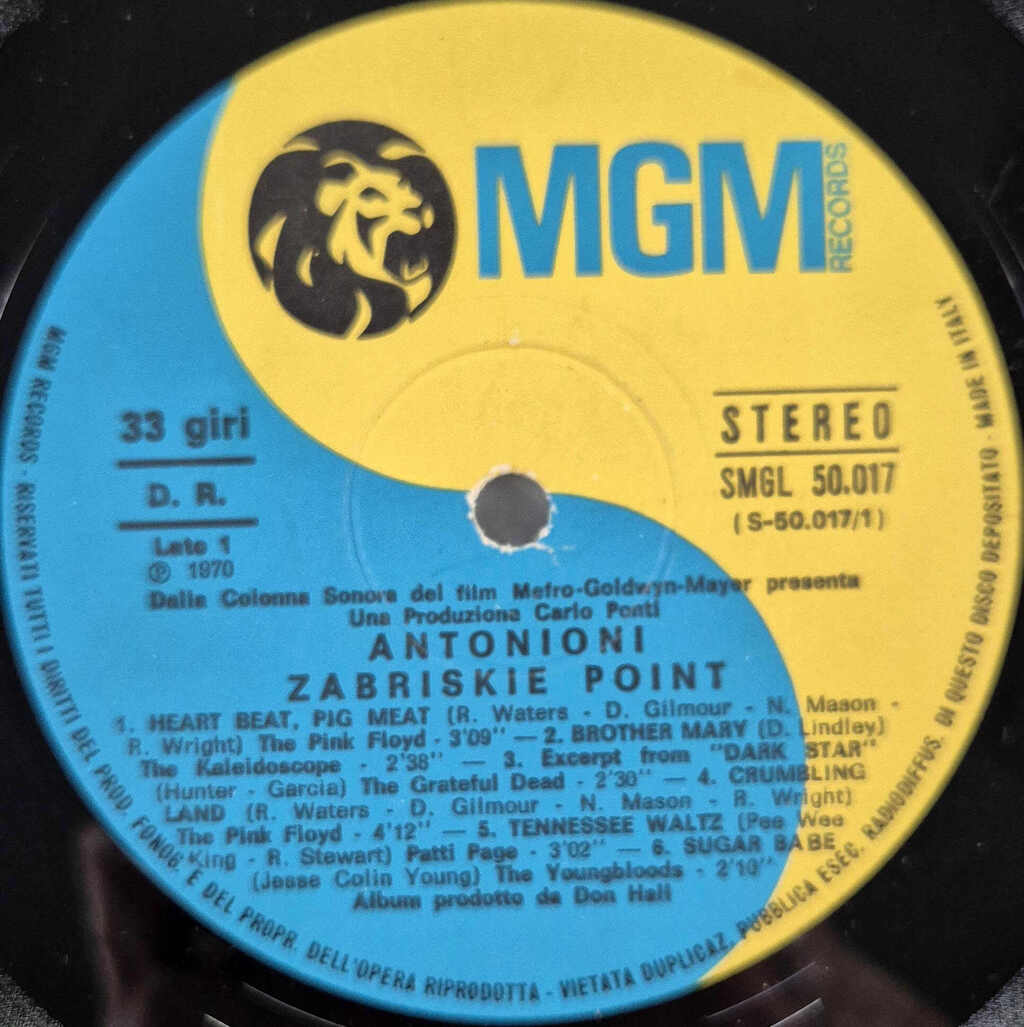 MGM
RECORDS
33 giri
D. R.
Lato 1
℗ 1970
STEREO
SMGL 50.017
(S-50.017/1)
Dalla Colonna Sonora del film Mefro-Goldwyn-Mayer presenta
Una Produziona Carlo Ponti
ANTONIONI
ZABRISKIE POINT
1. HEART BEAT, PIG MEAT (R. Waters - D. Gilmour - N. Mason -
R. Wright) The Pink Floyd - 3'09'' — 2. BROTHER MARY (D. Lindley)
The Kaleidoscope - 2'38'' — 3. Excerpt from "DARK STAR"
(Hunter - Garcia) The Grateful Dead - 2'30'' — 4. CRUMBLING
LAND (R. Waters - D. Gilmour - N. Mason - R. Wright)
The Pink Floyd - 4'12'' — 5. TENNESSEE WALTZ (Pee Wee
King - R. Stewart) Patti Page - 3'02'' — 6. SUGAR BABE
(Jesse Colin Young) The Youngbloods - 2'10''
Album prodotto da Don Hall
MGM RECORDS - RISERVATI TUTTI I DIRITTI DEL PROD. FONOG. E DEL PROPR. DELL'OPERA RIPRODOTTA - VIETATA DUPLICAZ. PUBBLICA ESEC. RADIODIFFUS. DI QUESTO DISCO DEPOSITATO - MADE IN ITALY